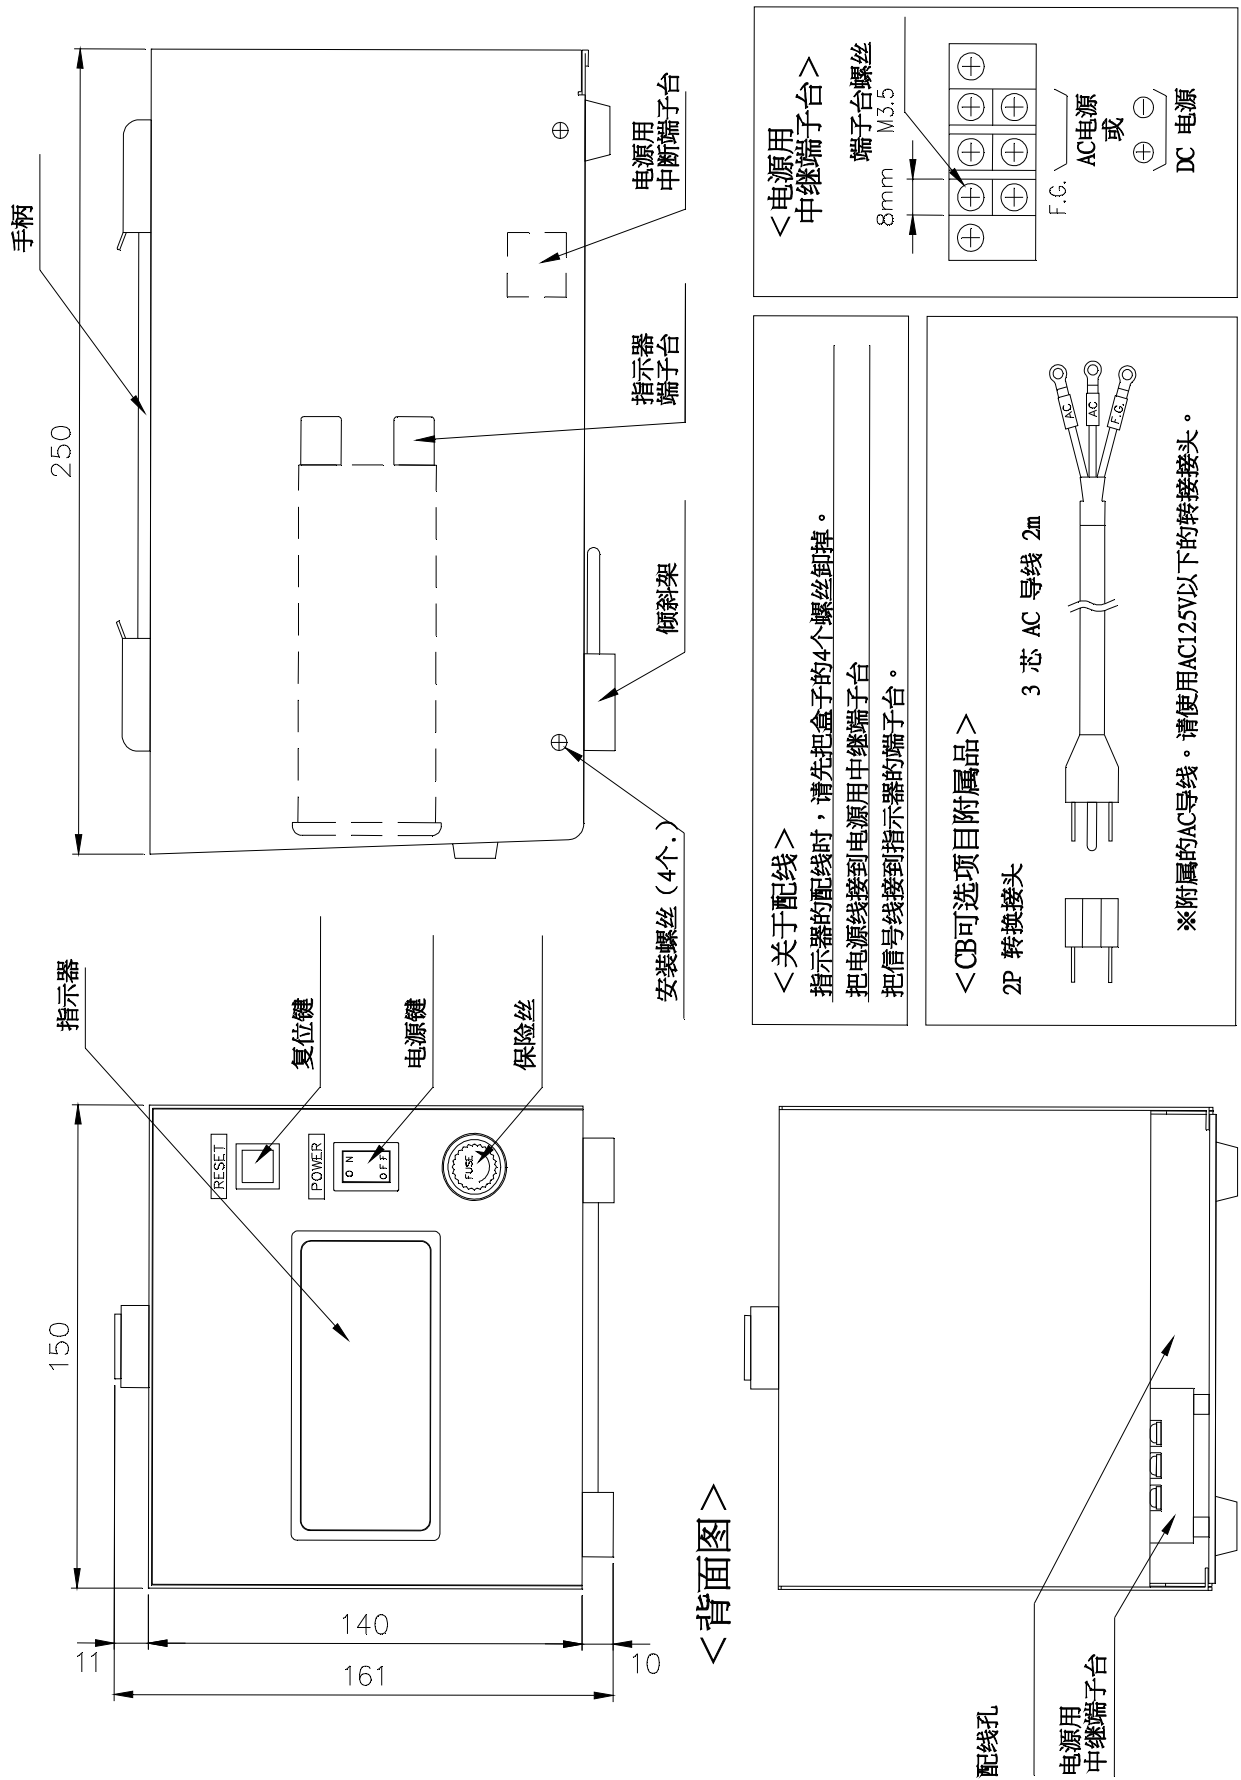 指示器
150
RESET
复位键
POWER
ON
OFF
电源键
FUSE
保险丝
11
140
161
10
手柄
250
安装螺丝（4个.）
倾斜架
指示器
端子台
电源用
中断端子台
<背面图>
配线孔
电源用
中继端子台
<关于配线>
指示器的配线时，请先把盒子的4个螺丝卸掉。
把电源线接到电源用中继端子台
把信号线接到指示器的端子台。
<电源用
中继端子台>
端子台螺丝
M3.5
8mm
F.G.
AC电源
或
DC 电源
<CB可选项目附属品>
2P 转换接头
3 芯 AC 导线 2m
AC
AC
F.G.
※附属的AC导线。请使用AC125V以下的转接接头。